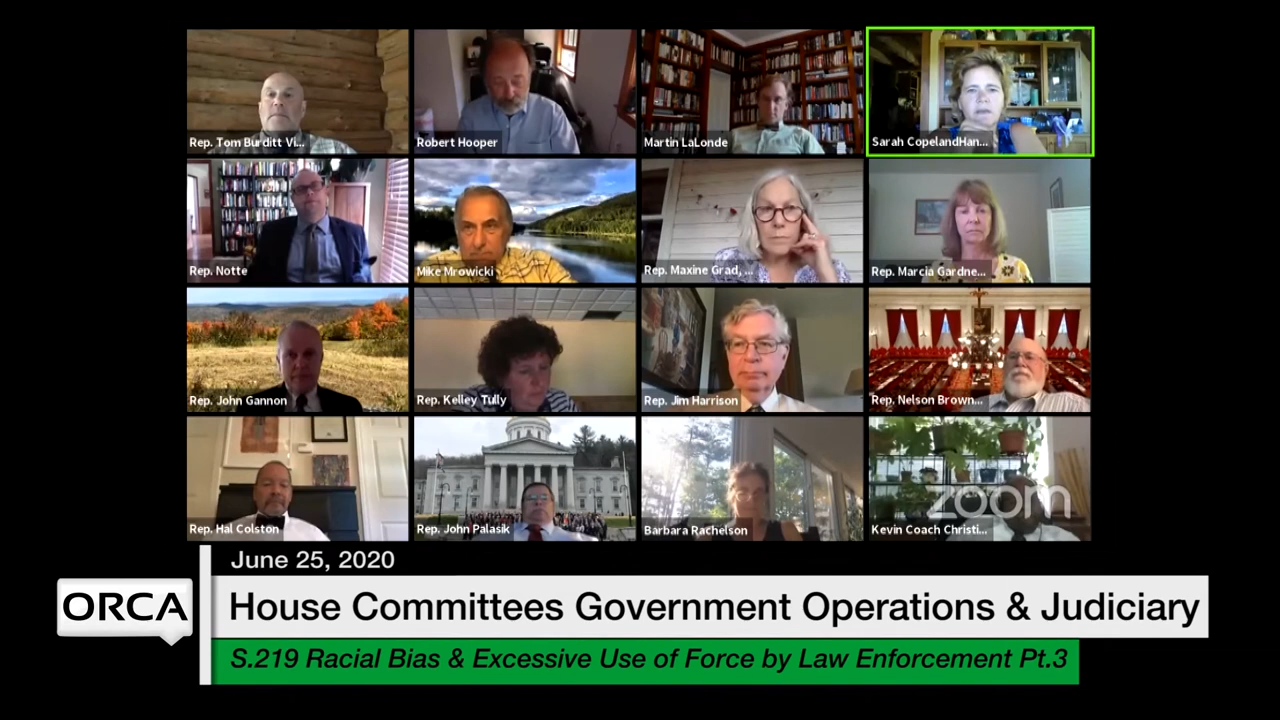 Rep. Tom Burditt Vi...
Robert Hooper
Martin LaLonde
Sarah CopelandHan...
Rep. Notte
Mike Mrowicki
Rep. Maxine Grad, ...
Rep. Marcia Gardne...
Rep. John Gannon
Rep. Kelley Tully
Rep. Jim Harrison
Rep. Nelson Brown...
Rep. Hal Colston
Rep. John Palasik
Barbara Rachelson
zoom
Kevin Coach Christi...
June 25, 2020
ORCA
House Committees Government Operations & Judiciary
S.219 Racial Bias & Excessive Use of Force by Law Enforcement Pt.3